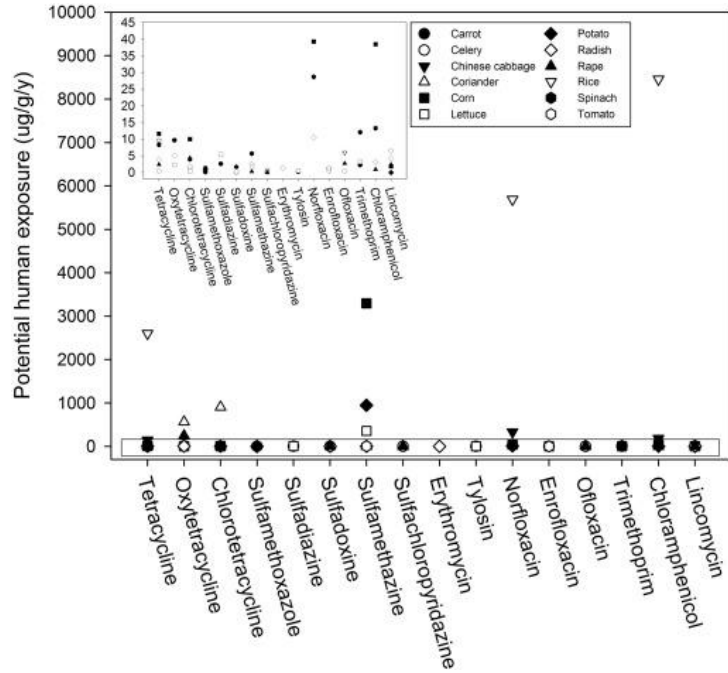 Potential human exposure (ug/g/y)
10000
9000
8000
7000
6000
5000
4000
3000
2000
1000
0
45
40
35
30
25
20
15
10
5
0
Tetracycline
Oxytetracycline
Chlorotetracycline
Sulfamethoxazole
Sulfadiazine
Sulfadoxine
Sulfamethazine
Sulfachloropyridazine
Erythromycin
Tylosin
Norfloxacin
Enrofloxacin
Ofloxacin
Trimethoprim
Chloramphenicol
Lincomycin
Carrot
Celery
Chinese cabbage
Coriander
Corn
Lettuce
Potato
Radish
Rape
Rice
Spinach
Tomato
Tetracycline
Oxytetracycline
Chlorotetracycline
Sulfamethoxazole
Sulfadiazine
Sulfadoxine
Sulfamethazine
Sulfachloropyridazine
Erythromycin
Tylosin
Norfloxacin
Enrofloxacin
Ofloxacin
Trimethoprim
Chloramphenicol
Lincomycin